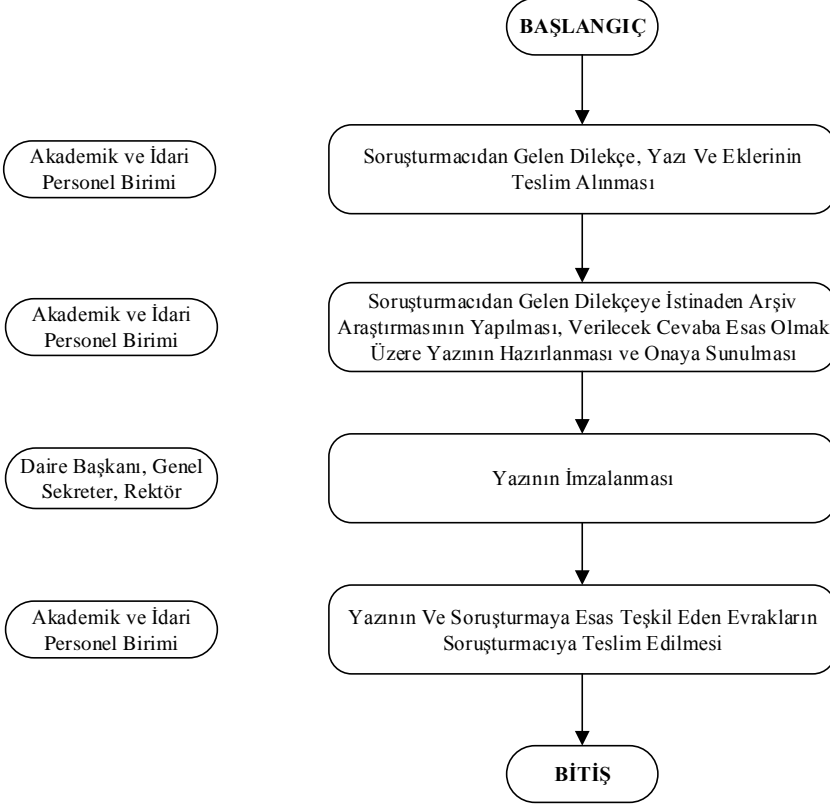 BAŞLANGIÇ
Akademik ve İdari
Personel Birimi
Soruşturmacıdan Gelen Dilekçe, Yazı Ve Eklerinin
Teslim Alınması
Akademik ve İdari
Personel Birimi
Soruşturmacıdan Gelen Dilekçeye İstinaden Arşiv
Araştırmasının Yapılması, Verilecek Cevaba Esas Olmak
Üzere Yazının Hazırlanması ve Onaya Sunulması
Daire Başkanı, Genel
Sekreter, Rektör
Yazının İmzalanması
Akademik ve İdari
Personel Birimi
Yazının Ve Soruşturmaya Esas Teşkil Eden Evrakların
Soruşturmacıya Teslim Edilmesi
BİTİŞ